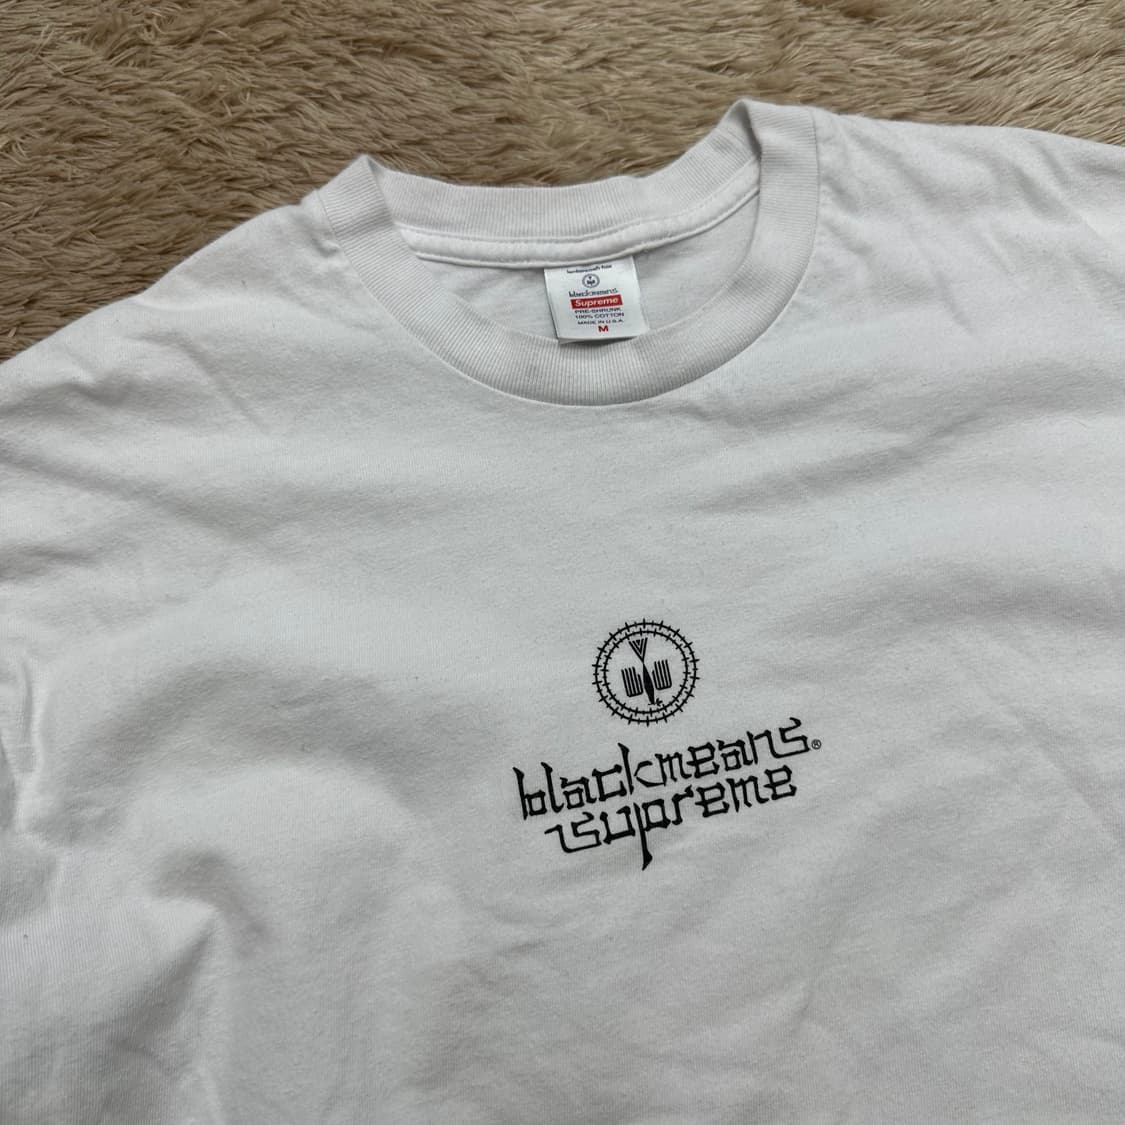 blackmeans
Supreme
PRE-SHRUNK
100% COTTON
MADE IN U.S.A.
M
blackmeans®
supreme